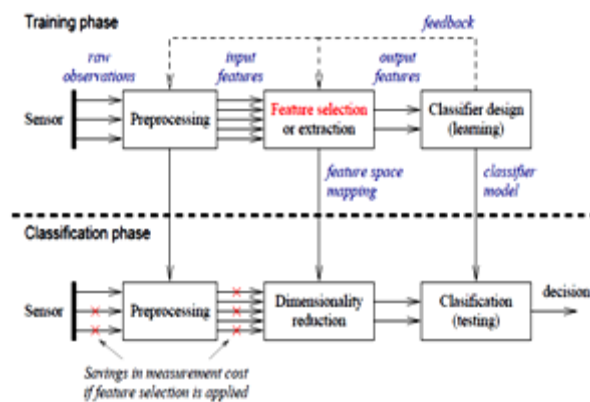 Training phase
feedback
raw
observations
input
features
output
features
Sensor
Preprocessing
Feature selection
or extraction
Classifier design
(learning)
feature space
mapping
classifier
model
Classification phase
Sensor
Preprocessing
Dimensionality
reduction
Clasification
(testing)
decision
Savings in measurement cost
if feature selection is applied